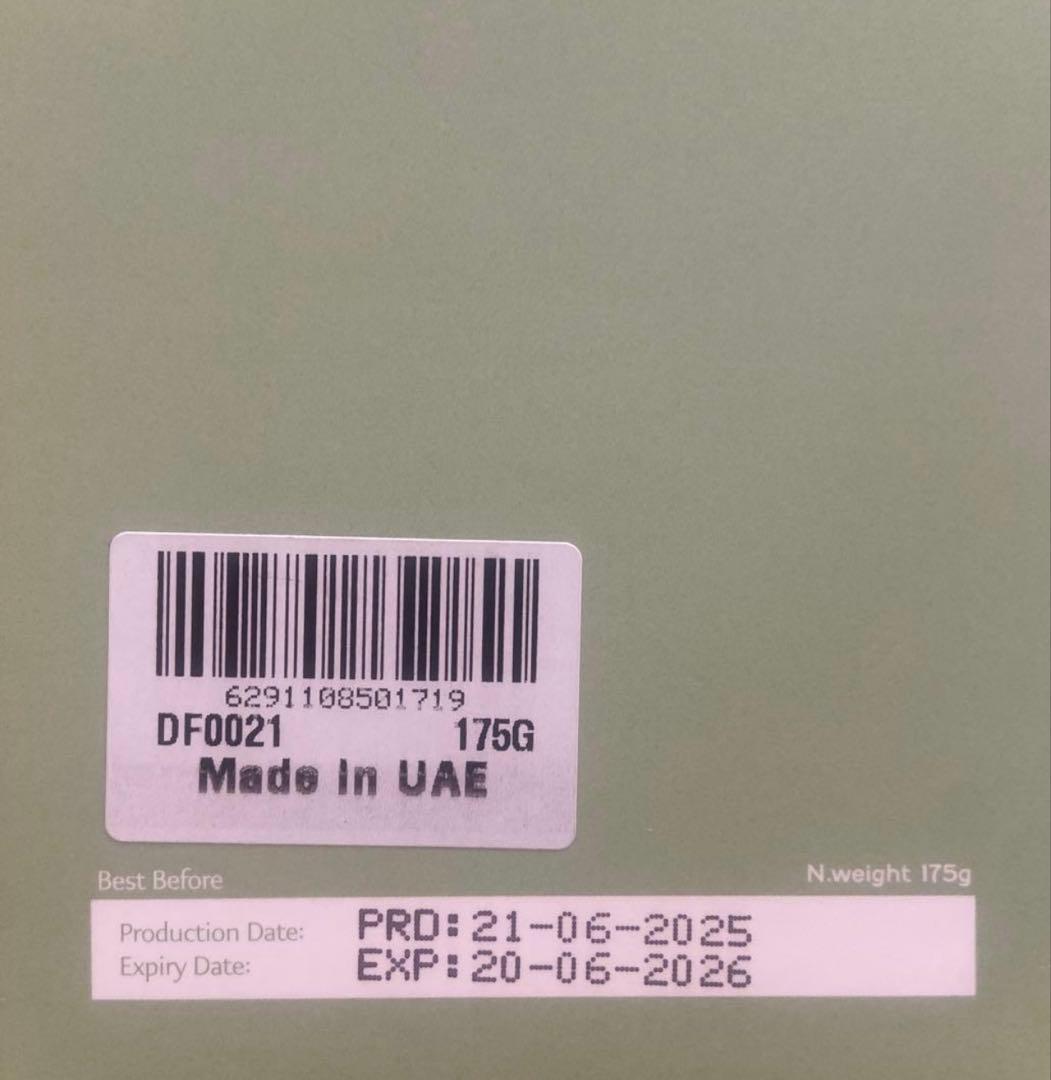 6291108501719
DF0021 175G
Made In UAE
Best Before N.weight 175g
Production Date: PRD:21-06-2025
Expiry Date: EXP:20-06-2026